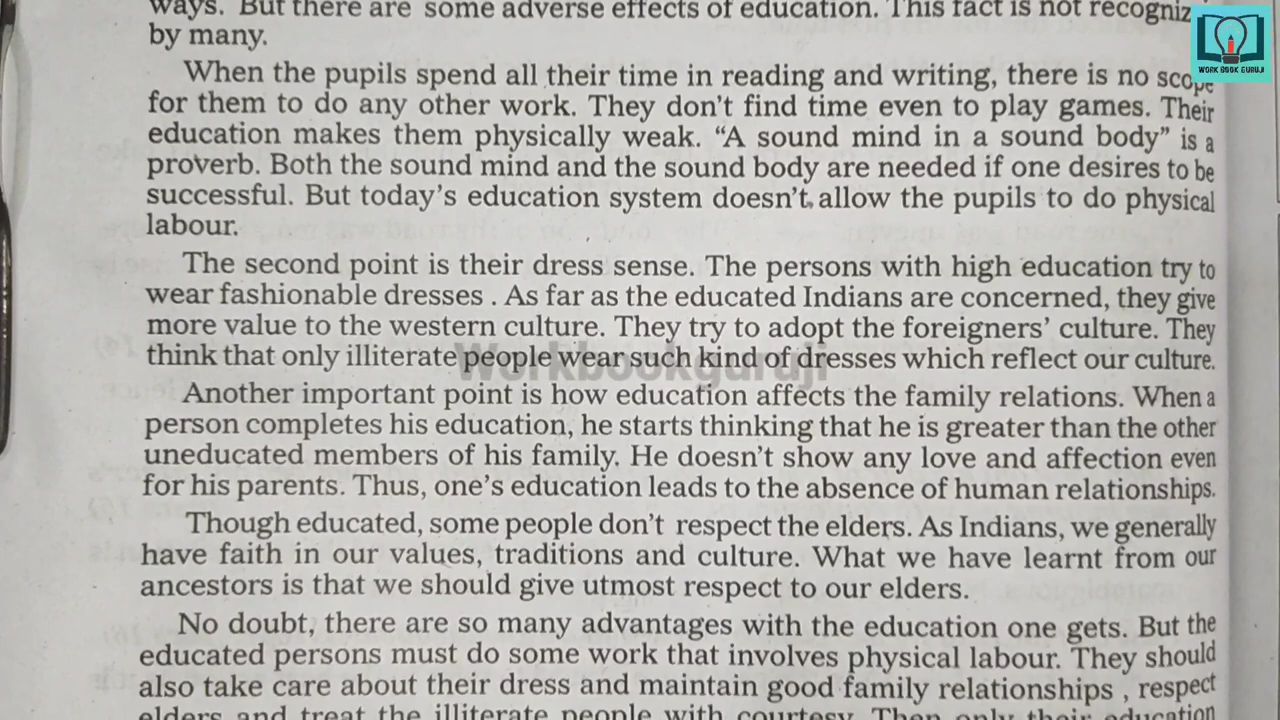 ways. But there are some adverse effects of education. This fact is not recogniz
by many.
When the pupils spend all their time in reading and writing, there is no scope
for them to do any other work. They don't find time even to play games. Their
education makes them physically weak. "A sound mind in a sound body" is a
proverb. Both the sound mind and the sound body are needed if one desires to be
successful. But today's education system doesn't allow the pupils to do physical
labour.
The second point is their dress sense. The persons with high education try to
wear fashionable dresses . As far as the educated Indians are concerned, they give
more value to the western culture. They try to adopt the foreigners' culture. They
think that only illiterate people wear such kind of dresses which reflect our culture.
Another important point is how education affects the family relations. When a
person completes his education, he starts thinking that he is greater than the other
uneducated members of his family. He doesn't show any love and affection even
for his parents. Thus, one's education leads to the absence of human relationships.
Though educated, some people don't respect the elders. As Indians, we generally
have faith in our values, traditions and culture. What we have learnt from our
ancestors is that we should give utmost respect to our elders.
No doubt, there are so many advantages with the education one gets. But the
educated persons must do some work that involves physical labour. They should
also take care about their dress and maintain good family relationships , respect
elders and treat the illiterate people with courtesy. Then only their education
WORK BOOK GURUJI
Workbookguruji